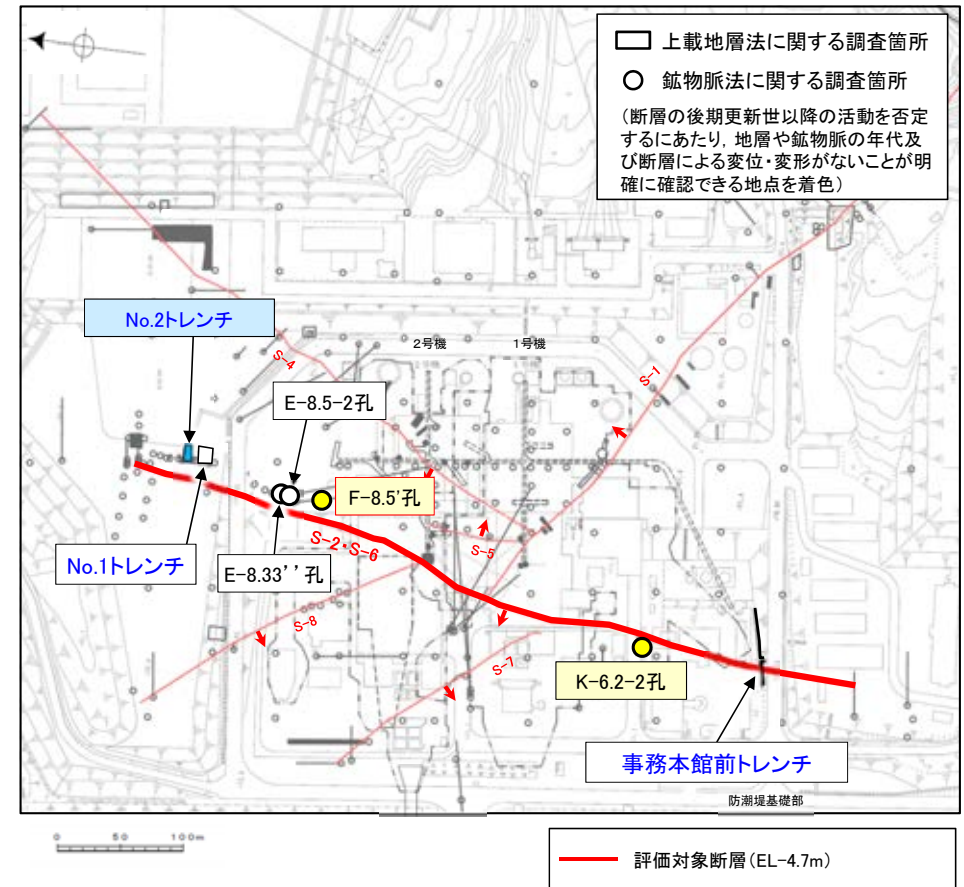 上載地層法に関する調査箇所
鉱物脈法に関する調査箇所
(断層の後期更新世以降の活動を否定
するにあたり，地層や鉱物脈の年代及
び断層による変位・変形がないことが明
確に確認できる地点を着色)
No.2トレンチ
2号機
1号機
S-4
S-1
E-8.5-2孔
F-8.5'孔
No.1トレンチ
S-2・S-6
S-5
E-8.33''孔
S-8
S-7
K-6.2-2孔
事務本館前トレンチ
防潮堤基礎部
0 50 100m
評価対象断層(EL-4.7m)